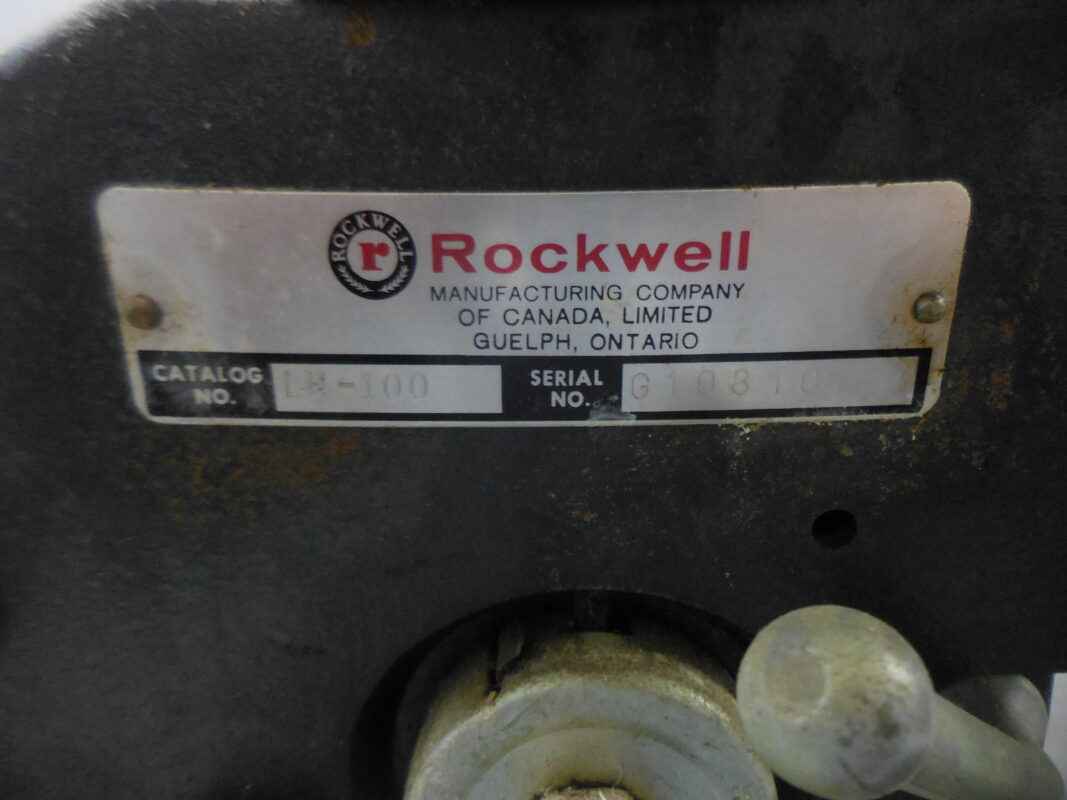 ROCKWELL
r
Rockwell
MANUFACTURING COMPANY
OF CANADA, LIMITED
GUELPH, ONTARIO
CATALOG
NO.
SERIAL
NO.